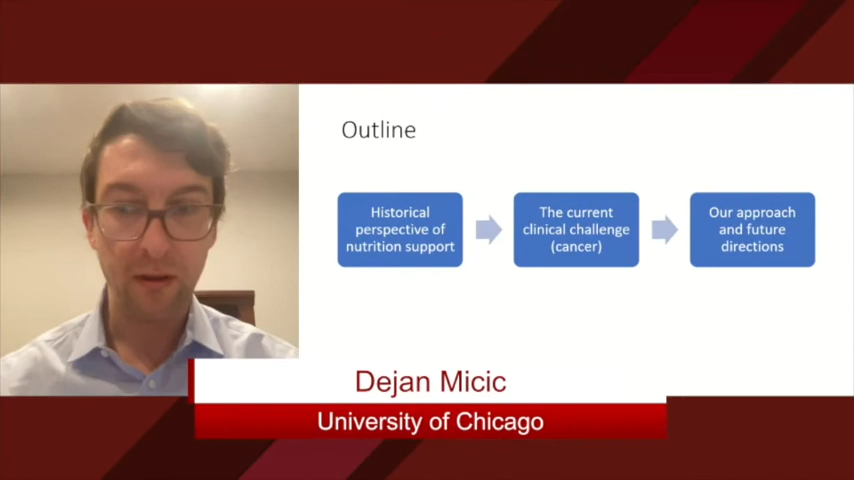 Outline
Historical
perspective of
nutrition support
The current
clinical challenge
(cancer)
Our approach
and future
directions
Dejan Micic
University of Chicago